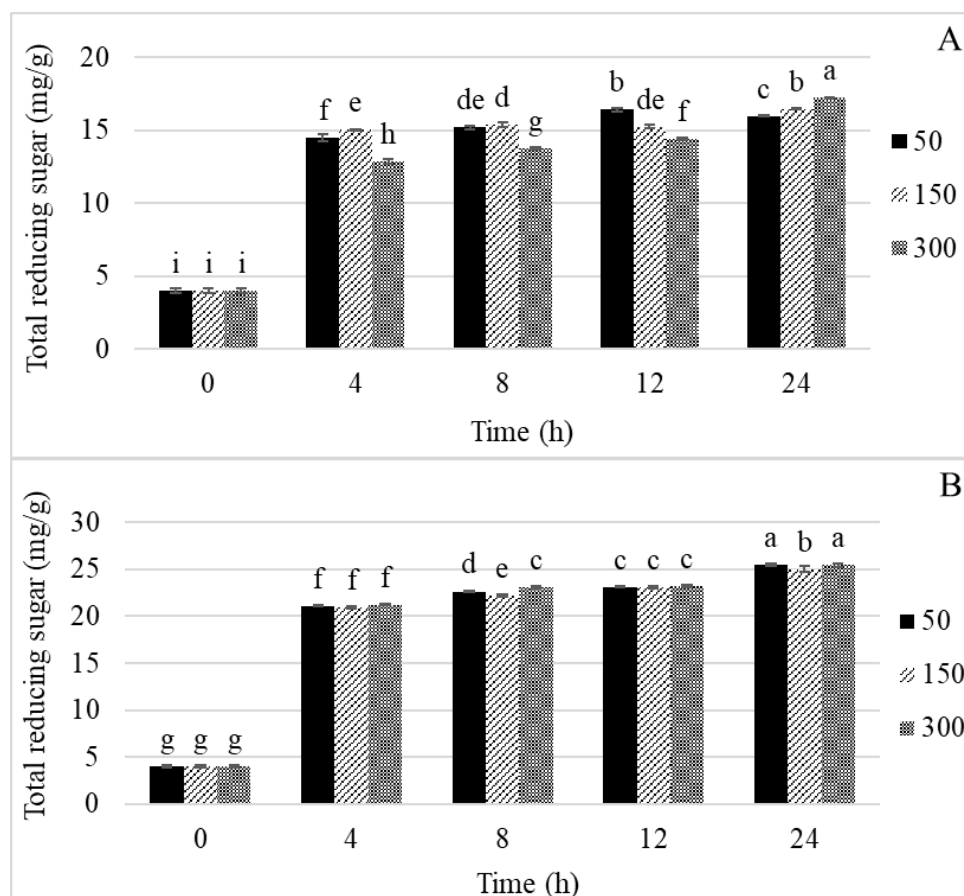 A
Total reducing sugar (mg/g)
20
15
10
5
0
i i i
f e h
de d g
b de f
c b a
0 4 8 12 24
Time (h)
50
150
300
B
Total reducing sugar (mg/g)
30
25
20
15
10
5
0
g g g
f f f
d e c
c c c
a b a
0 4 8 12 24
Time (h)
50
150
300